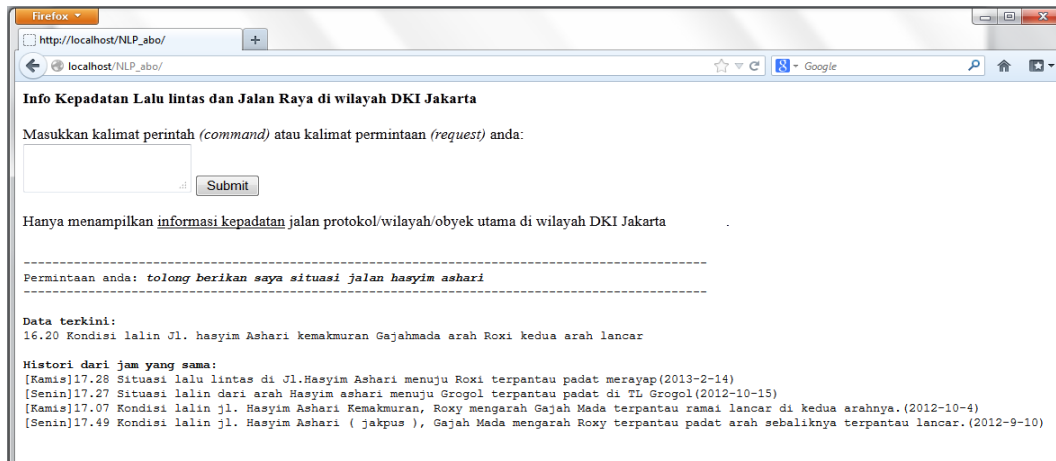 Firefox
http://localhost/NLP_abo/
+
localhost/NLP_abo/
Google
Info Kepadatan Lalu lintas dan Jalan Raya di wilayah DKI Jakarta
Masukkan kalimat perintah (command) atau kalimat permintaan (request) anda:
Submit
Hanya menampilkan informasi kepadatan jalan protokol/wilayah/obyek utama di wilayah DKI Jakarta .
--------------------------------------------------------------------------------
Permintaan anda: tolong berikan saya situasi jalan hasyim ashari
--------------------------------------------------------------------------------
Data terkini:
16.20 Kondisi lalin Jl. hasyim Ashari kemakmuran Gajahmada arah Roxi kedua arah lancar
Histori dari jam yang sama:
[Kamis]17.28 Situasi lalu lintas di Jl.Hasyim Ashari menuju Roxi terpantau padat merayap(2013-2-14)
[Senin]17.27 Situasi lalin dari arah Hasyim ashari menuju Grogol terpantau padat di TL Grogol(2012-10-15)
[Kamis]17.07 Kondisi lalin jl. Hasyim Ashari Kemakmuran, Roxy mengarah Gajah Mada terpantau ramai lancar di kedua arahnya.(2012-10-4)
[Senin]17.49 Kondisi lalin jl. Hasyim Ashari ( jakpus ), Gajah Mada mengarah Roxy terpantau padat arah sebaliknya terpantau lancar.(2012-9-10)